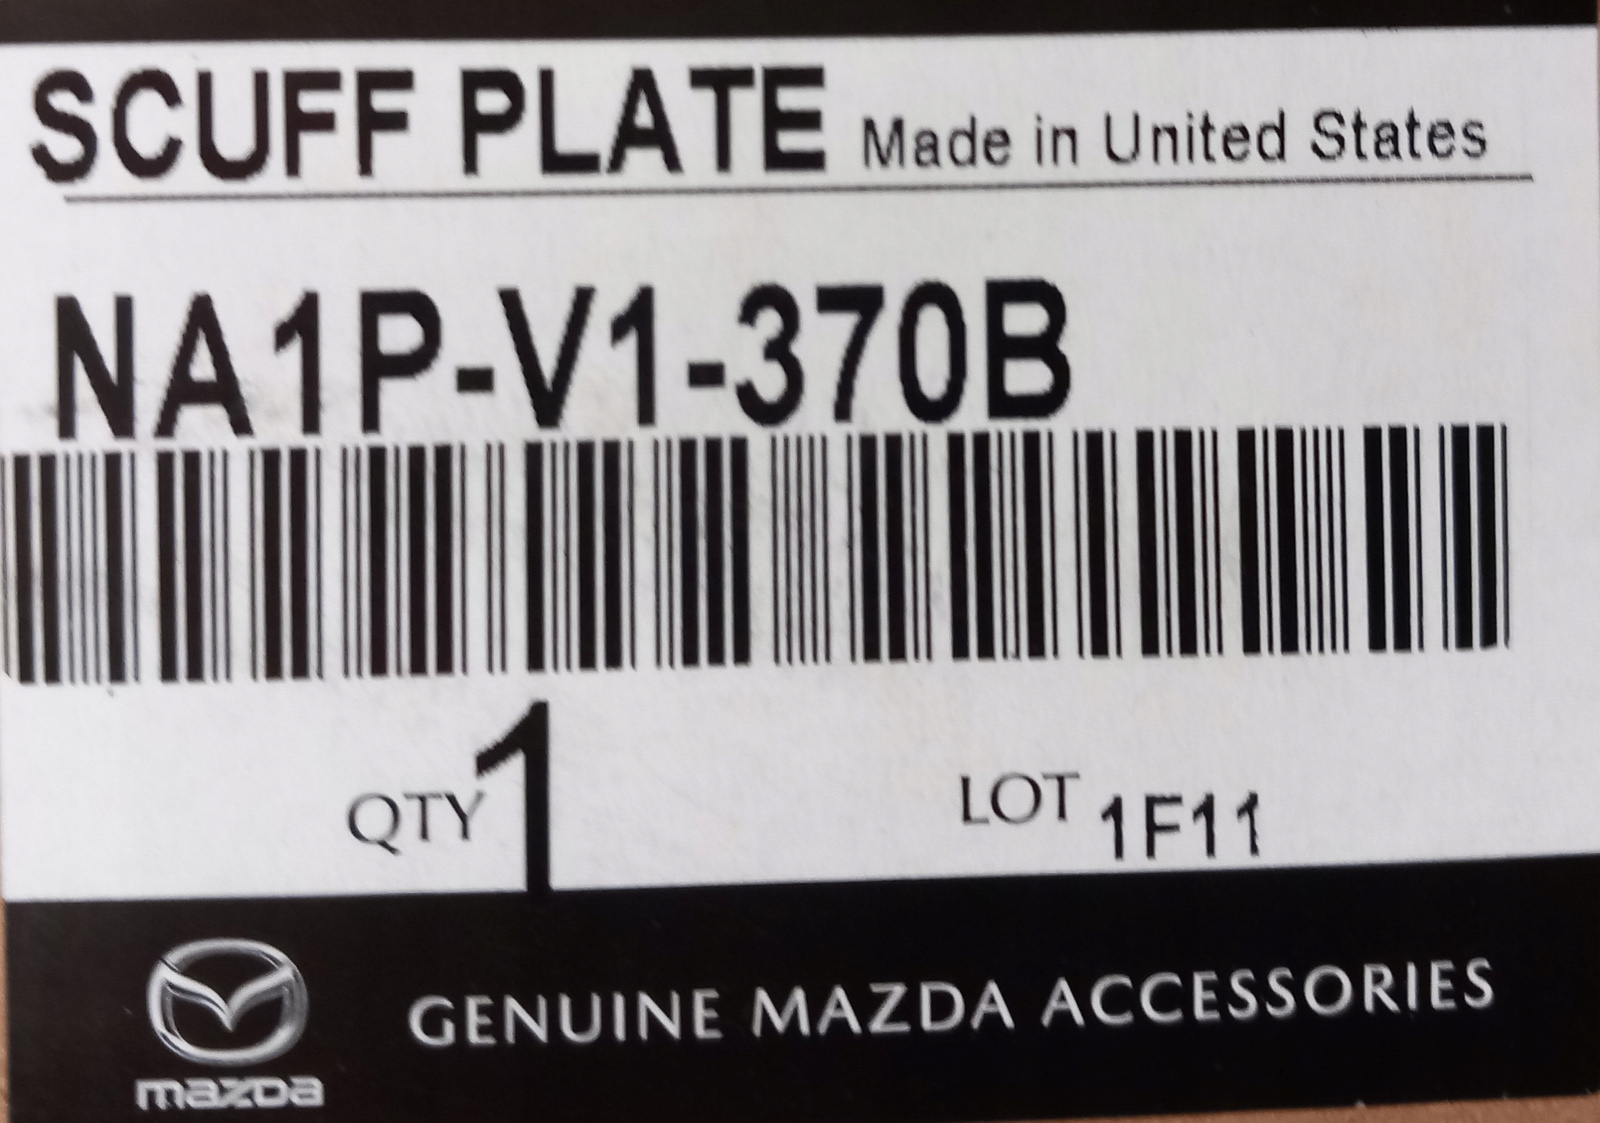 SCUFF PLATE Made in United States
NA1P-V1-370B
QTY 1 LOT 1F11
GENUINE MAZDA ACCESSORIES
mazda